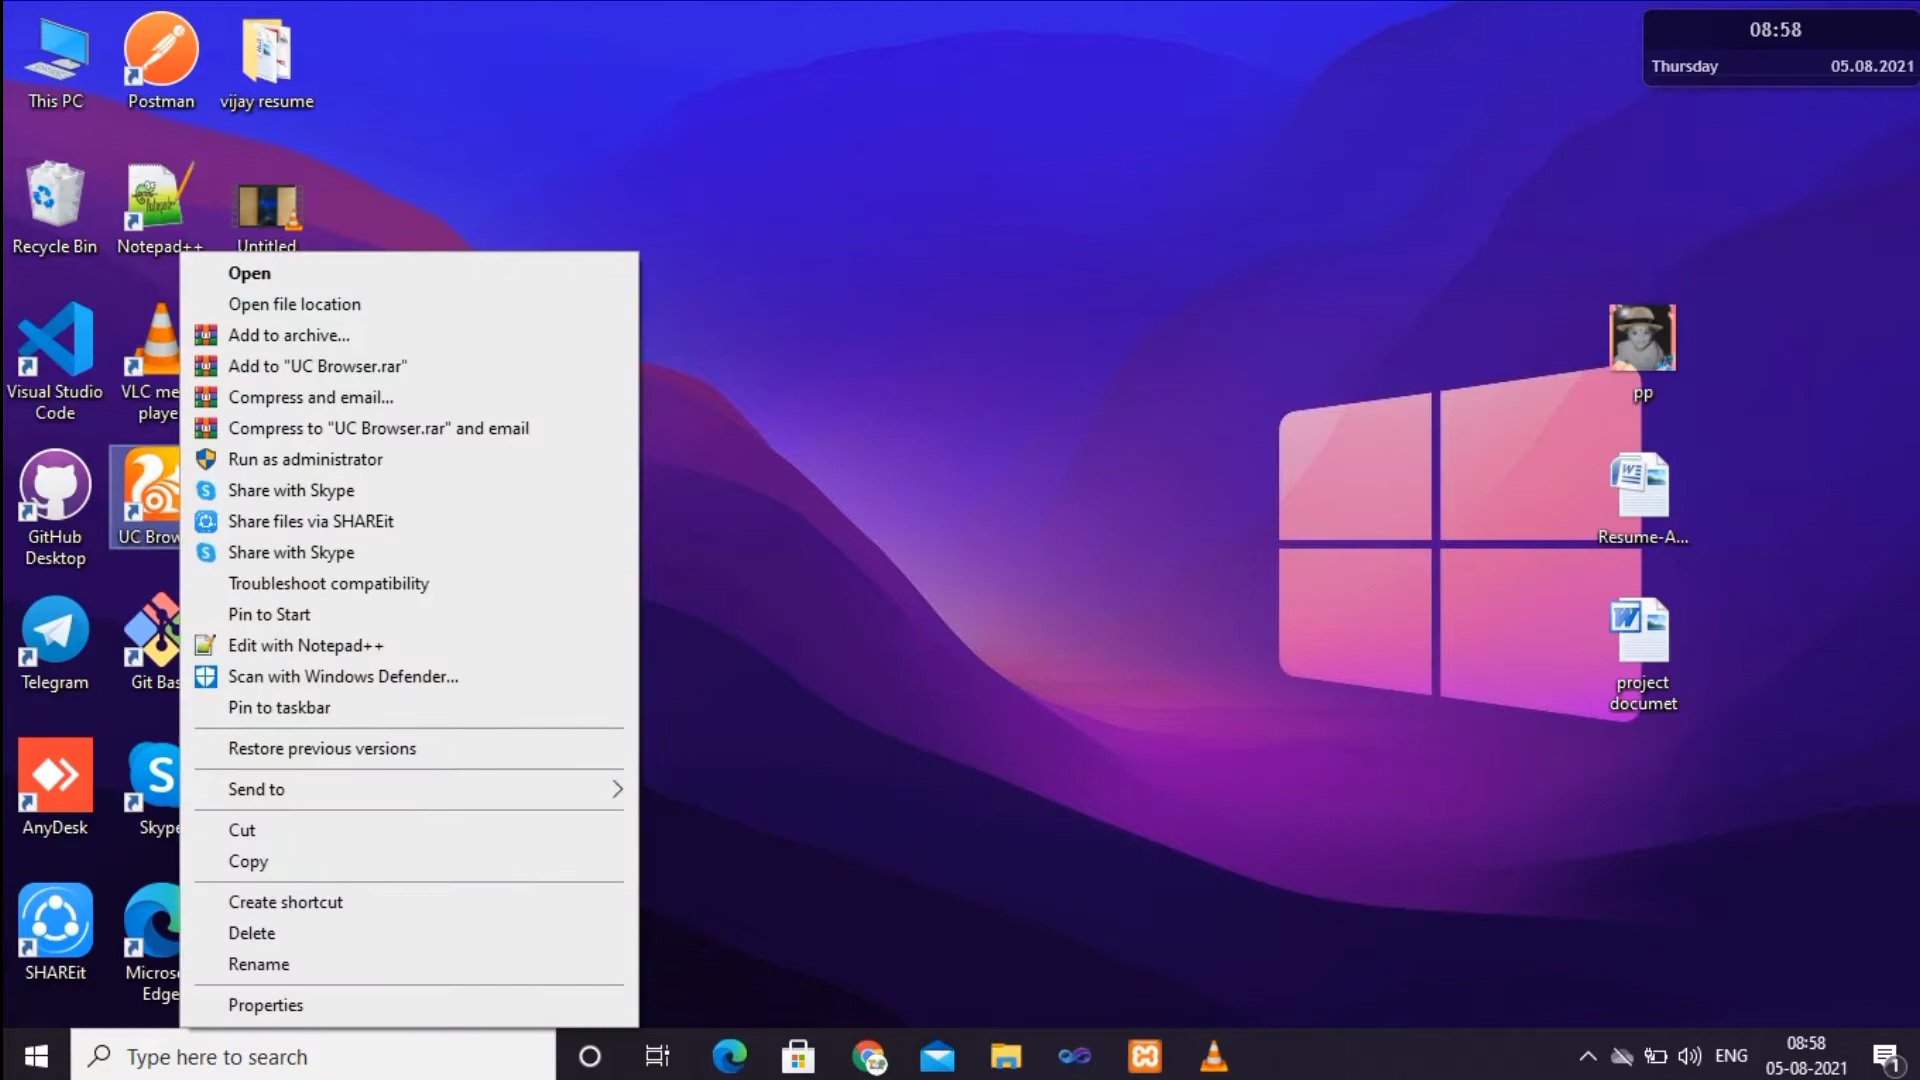 08:58
Thursday 05.08.2021
This PC
Postman
vijay resume
Recycle Bin
Notepad++
Untitled
Visual Studio
Code
VLC me
playe
GitHub
Desktop
UC Brow
Telegram
Git Bas
AnyDesk
Skype
SHAREit
Micros
Edge
Open
Open file location
Add to archive...
Add to "UC Browser.rar"
Compress and email...
Compress to "UC Browser.rar" and email
Run as administrator
Share with Skype
Share files via SHAREit
Share with Skype
Troubleshoot compatibility
Pin to Start
Edit with Notepad++
Scan with Windows Defender...
Pin to taskbar
Restore previous versions
Send to
Cut
Copy
Create shortcut
Delete
Rename
Properties
pp
Resume-A...
project
documet
Type here to search
ENG
08:58
05-08-2021
1